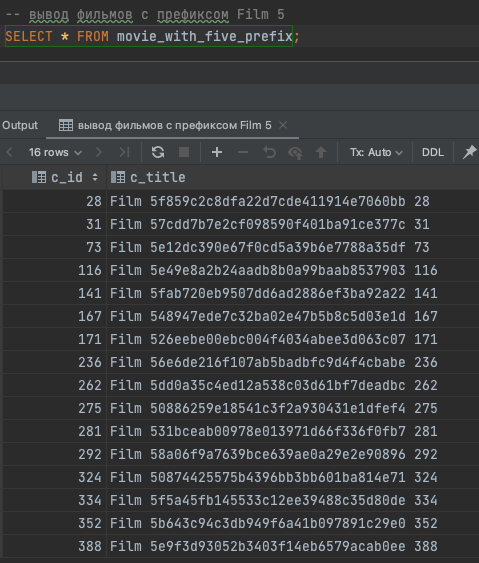 -- вывод фильмов с префиксом Film 5
SELECT * FROM movie_with_five_prefix;
Output вывод фильмов с префиксом Film 5
16 rows Tx: Auto DDL
c_id c_title
28 Film 5f859c2c8dfa22d7cde411914e7060bb 28
31 Film 57cdd7b7e2cf098590f401ba91ce377c 31
73 Film 5e12dc390e67f0cd5a39b6e7788a35df 73
116 Film 5e49e8a2b24aadb8b0a99baab8537903 116
141 Film 5fab720eb9507dd6ad2886ef3ba92a22 141
167 Film 548947ede7c32ba02e47b5b8c5d03e1d 167
171 Film 526eebe00ebc004f4034abee3d063c07 171
236 Film 56e6de216f107ab5badbfc9d4f4cbabe 236
262 Film 5dd0a35c4ed12a538c03d61bf7deadbc 262
275 Film 50886259e18541c3f2a930431e1dfef4 275
281 Film 531bceab00978e013971d66f336f0fb7 281
292 Film 58a06f9a7639bce639ae0a29e2e90896 292
324 Film 50874425575b4396bb3bb601ba814e71 324
334 Film 5f5a45fb145533c12ee39488c35d80de 334
352 Film 5b643c94c3db949f6a41b097891c29e0 352
388 Film 5e9f3d93052b3403f14eb6579acab0ee 388